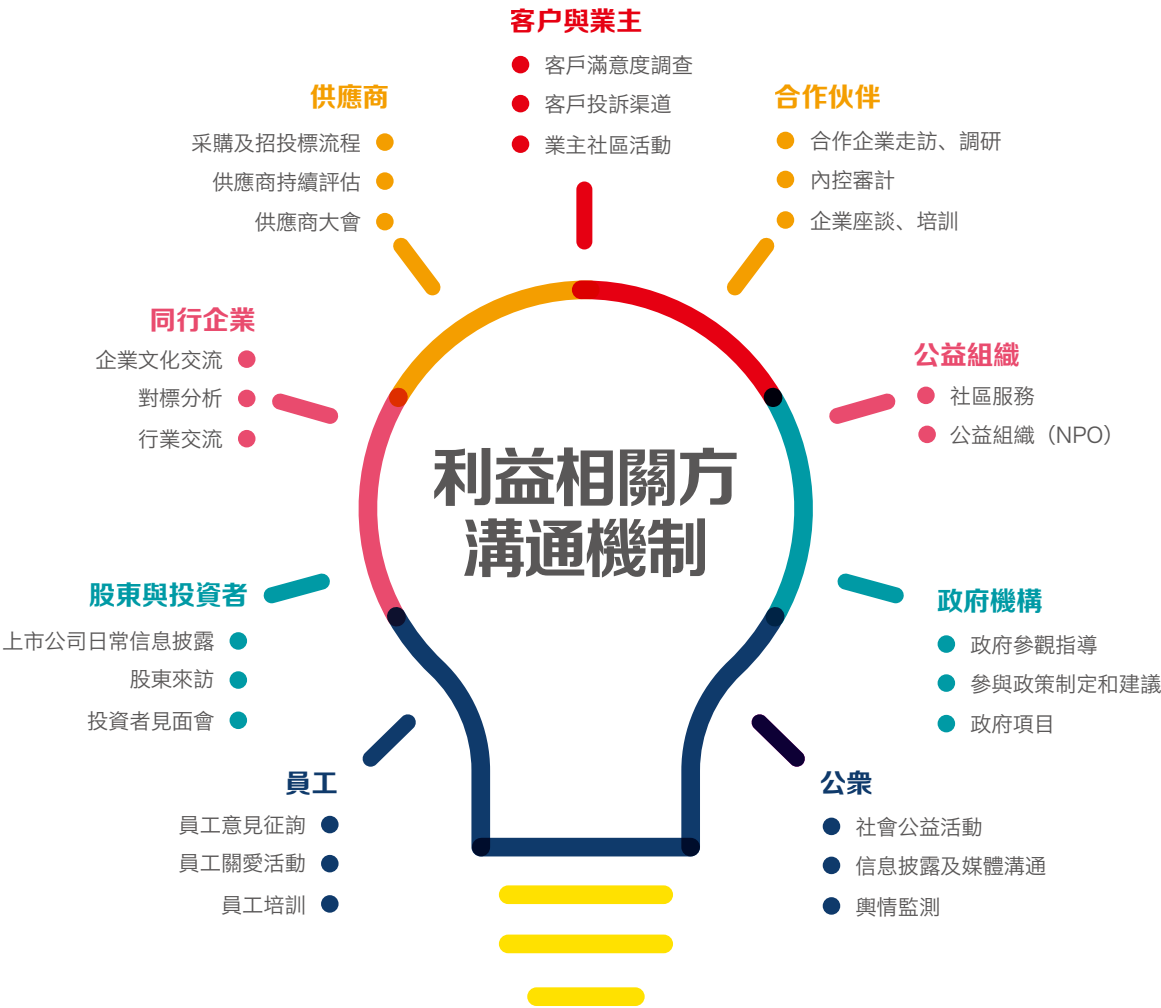 客户與業主
客戶滿意度調查
客戶投訴渠道
業主社區活動
供應商
采購及招投標流程
供應商持續評估
供應商大會
合作伙伴
合作企業走訪、調研
內控審計
企業座談、培訓
同行企業
企業文化交流
對標分析
行業交流
公益組織
社區服務
公益組織（NPO）
利益相關方
溝通機制
股東與投資者
上市公司日常信息披露
股東來訪
投資者見面會
政府機構
政府參觀指導
參與政策制定和建議
政府項目
員工
員工意見征詢
員工關愛活動
員工培訓
公衆
社會公益活動
信息披露及媒體溝通
輿情監測